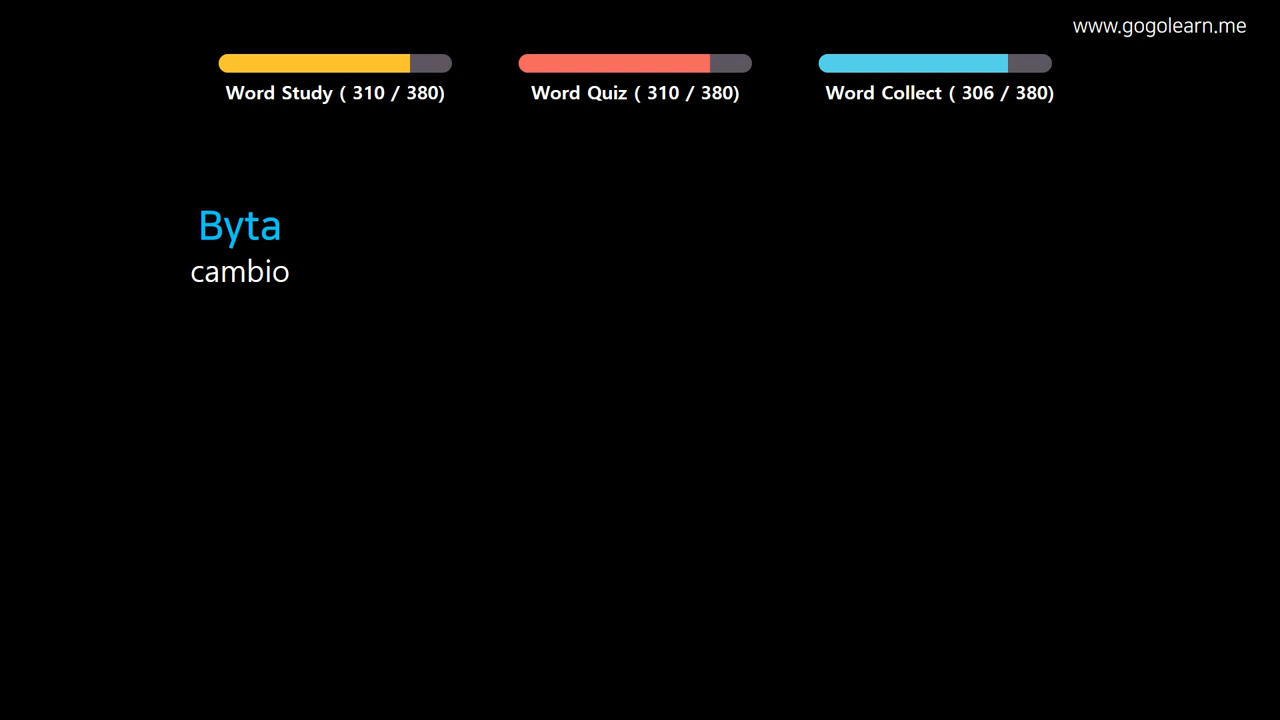 www.gogolearn.me
Word Study ( 310 / 380)
Word Quiz ( 310 / 380)
Word Collect ( 306 / 380)
Byta
cambio